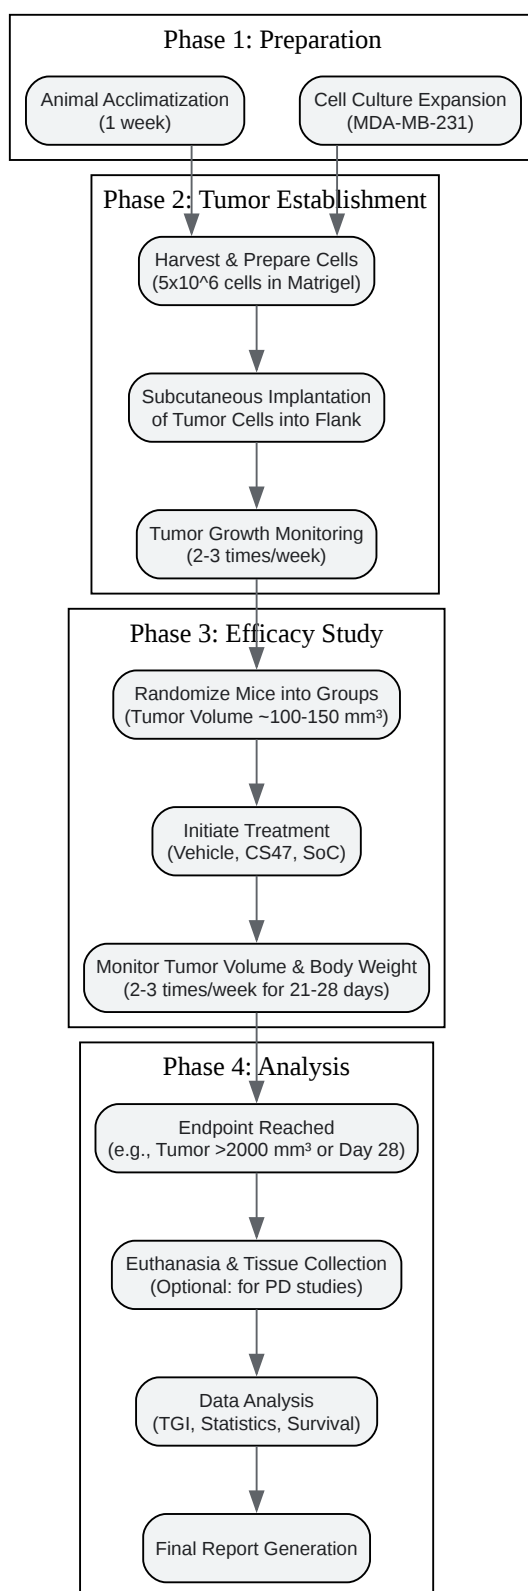 Phase 1: Preparation
Animal Acclimatization
(1 week)
Cell Culture Expansion
(MDA-MB-231)
Phase 2: Tumor Establishment
Harvest & Prepare Cells
(5x10^6 cells in Matrigel)
Subcutaneous Implantation
of Tumor Cells into Flank
Tumor Growth Monitoring
(2-3 times/week)
Phase 3: Efficacy Study
Randomize Mice into Groups
(Tumor Volume ~100-150 mm³)
Initiate Treatment
(Vehicle, CS47, SoC)
Monitor Tumor Volume & Body Weight
(2-3 times/week for 21-28 days)
Phase 4: Analysis
Endpoint Reached
(e.g., Tumor >2000 mm³ or Day 28)
Euthanasia & Tissue Collection
(Optional: for PD studies)
Data Analysis
(TGI, Statistics, Survival)
Final Report Generation